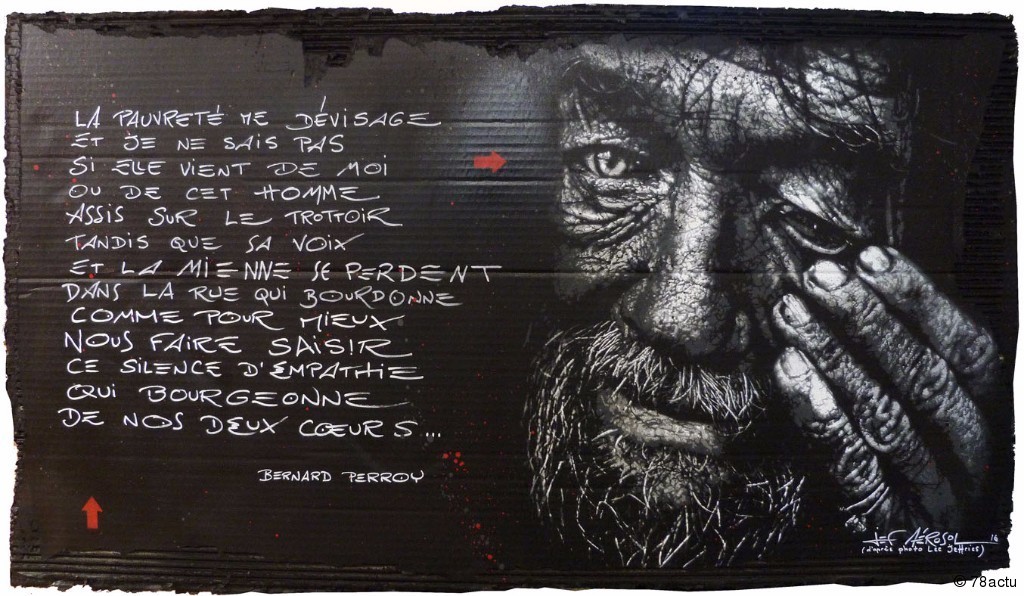 LA PAUVRETÉ ME DÉVISAGE
ET JE NE SAIS PAS
SI ELLE VIENT DE MOI
OU DE CET HOMME
ASSIS SUR LE TROTTOIR
TANDIS QUE SA VOIX
ET LA MIENNE SE PERDENT
DANS LA RUE QUI BOURDONNE
COMME POUR MIEUX
NOUS FAIRE SAISIR
CE SILENCE D'EMPATHIE
QUI BOURGEONNE
DE NOS DEUX CŒURS...
BERNARD PERROY
JEF AÉROSOL 16
(d'après photo Lee Jeffries)
© 78actu